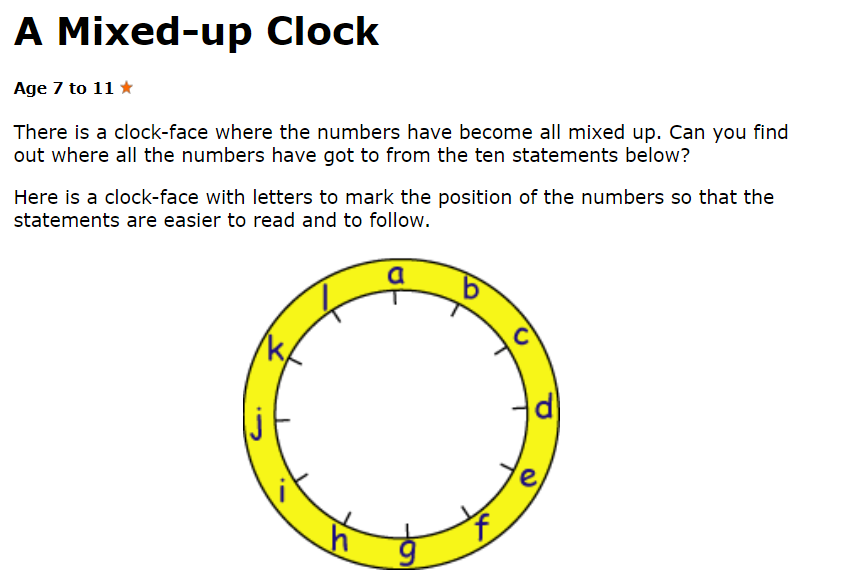 A Mixed-up Clock
Age 7 to 11
There is a clock-face where the numbers have become all mixed up. Can you find
out where all the numbers have got to from the ten statements below?
Here is a clock-face with letters to mark the position of the numbers so that the
statements are easier to read and to follow.
a
b
c
d
e
f
g
h
i
j
k
l